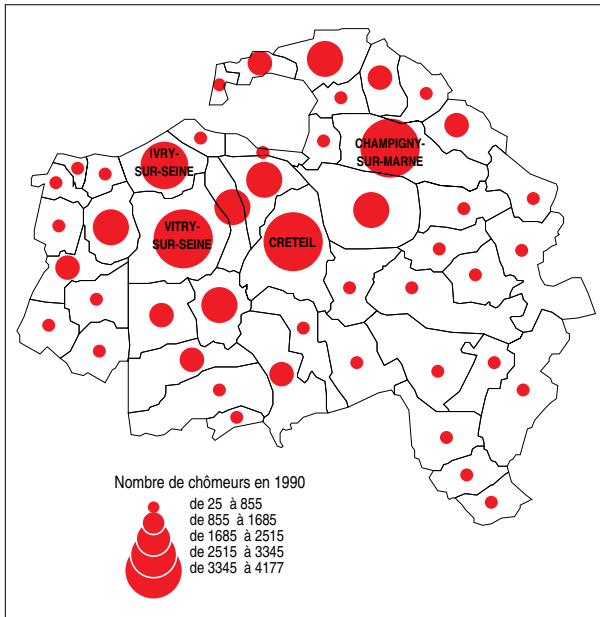 CHAMPIGNY-
SUR-MARNE
IVRY-
SUR-SEINE
VITRY-
SUR-SEINE
CRETEIL
Nombre de chômeurs en 1990
de 25 à 855
de 855 à 1685
de 1685 à 2515
de 2515 à 3345
de 3345 à 4177